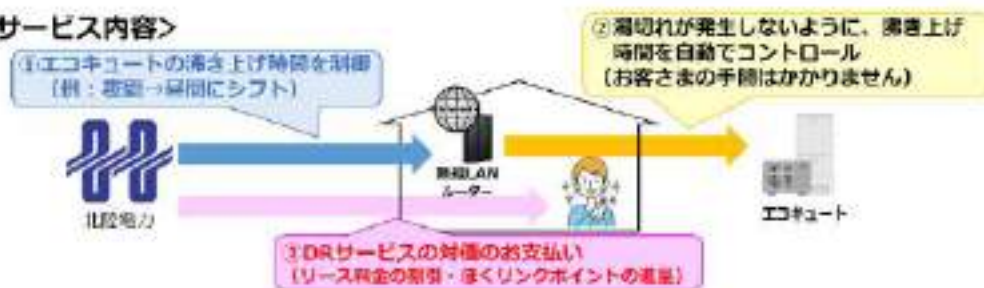 サービス内容>
①エコキュートの沸き上げ時間を制御
(例：夜間→昼間にシフト)
②湯切れが発生しないように、沸き上げ
時間を自動でコントロール
(お客さまの手間はかかりません)
無線LAN
ルーター
北陸電力
エコキュート
③DRサービスの対価のお支払い
(リース料金の割引・ほくリンクポイントの進呈)